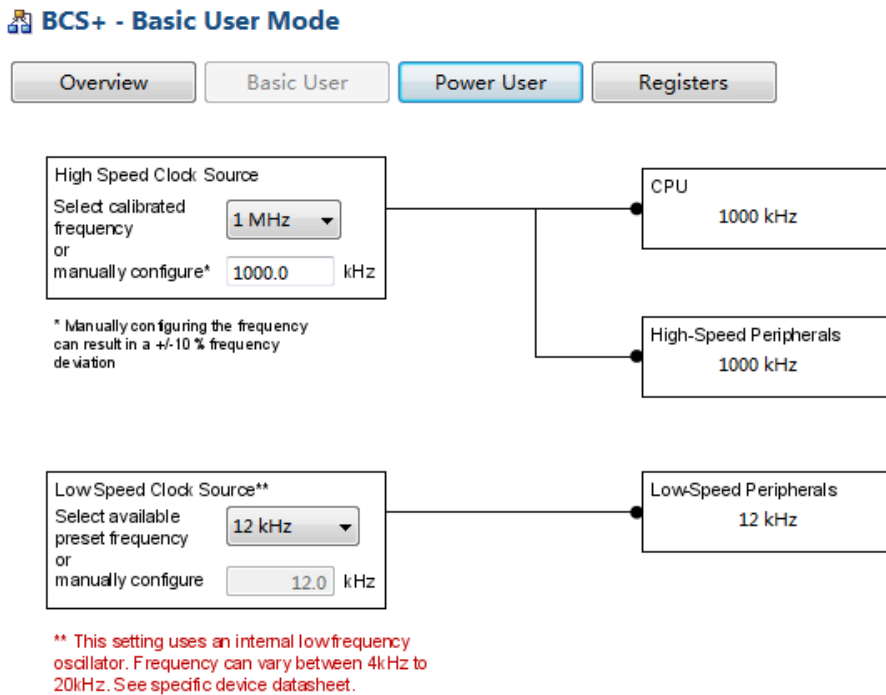 BCS+ - Basic User Mode
Overview
Basic User
Power User
Registers
High Speed Clock Source
Select calibrated
frequency
1 MHz
or
manually configure*
1000.0
kHz
* Manually configuring the frequency
can result in a +/-10 % frequency
deviation
CPU
1000 kHz
High-Speed Peripherals
1000 kHz
Low Speed Clock Source**
Select available
preset frequency
12 kHz
or
manually configure
12.0
kHz
Low-Speed Peripherals
12 kHz
** This setting uses an internal low frequency
oscillator. Frequency can vary between 4kHz to
20kHz. See specific device datasheet.